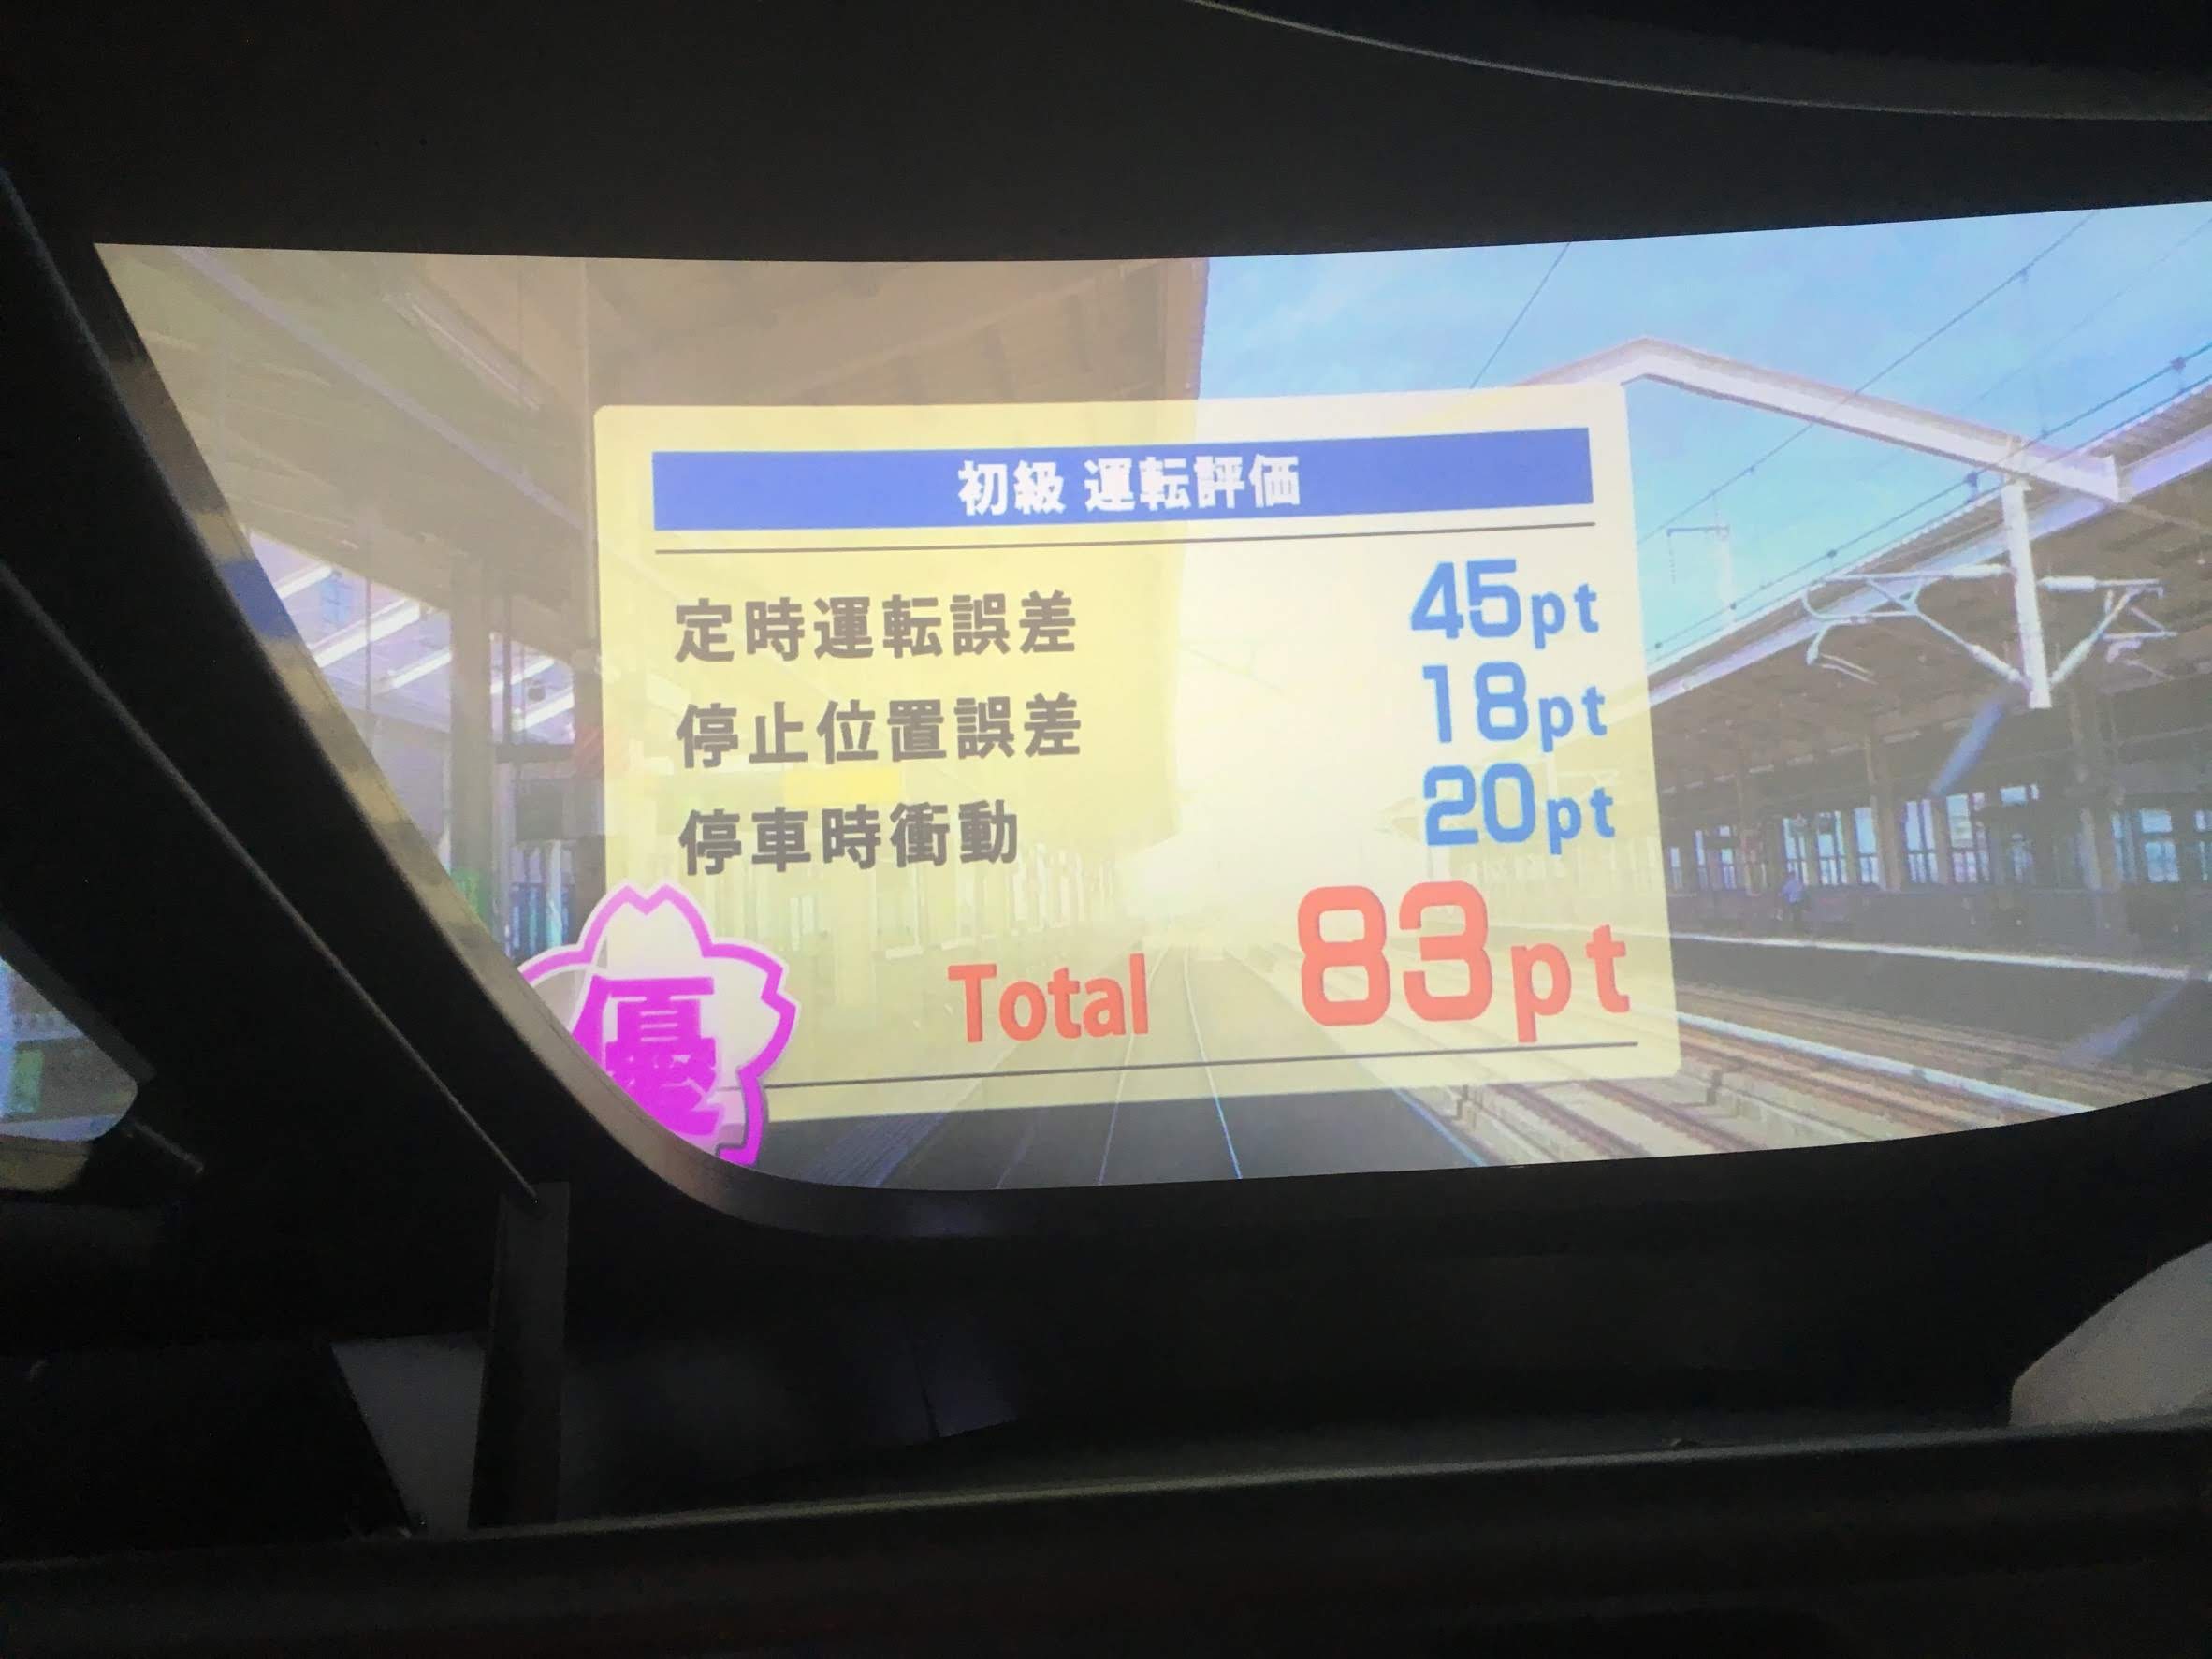 初級 運転評価
定時運転誤差 45pt
停止位置誤差 18pt
停車時衝動 20pt
Total 83pt
優